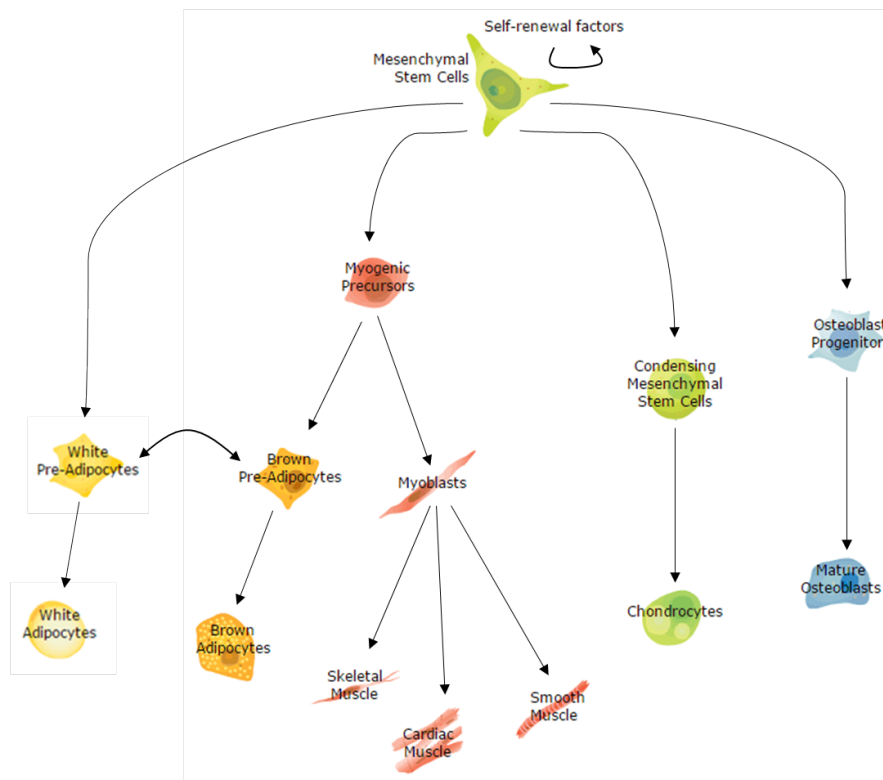 Self-renewal factors
Mesenchymal
Stem Cells
Myogenic
Precursors
Osteoblast
Progenitor
Condensing
Mesenchymal
Stem Cells
White
Pre-Adipocytes
Brown
Pre-Adipocytes
Myoblasts
Mature
Osteoblasts
Chondrocytes
White
Adipocytes
Brown
Adipocytes
Skeletal
Muscle
Cardiac
Muscle
Smooth
Muscle